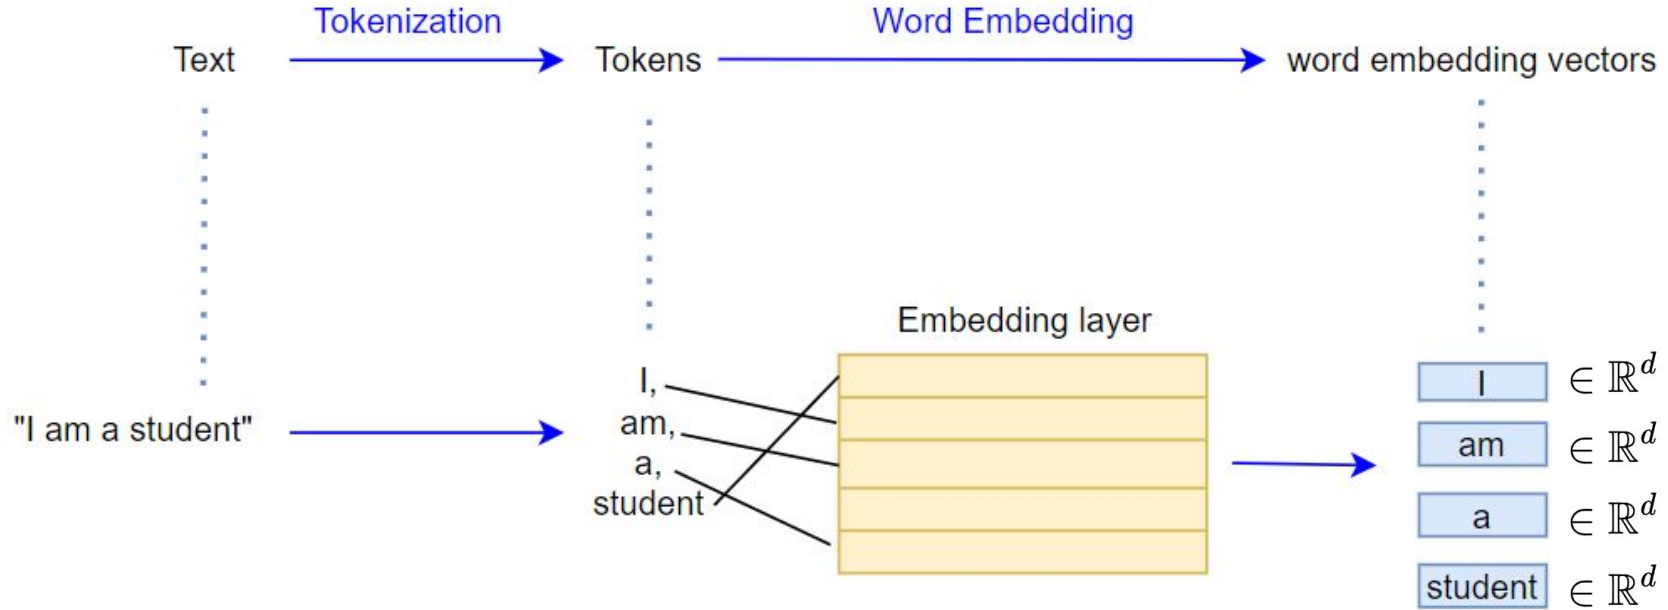 Tokenization
Word Embedding
Text
Tokens
word embedding vectors
Embedding layer
"I am a student"
I,
am,
a,
student
I ∈ ℝ^d
am ∈ ℝ^d
a ∈ ℝ^d
student ∈ ℝ^d